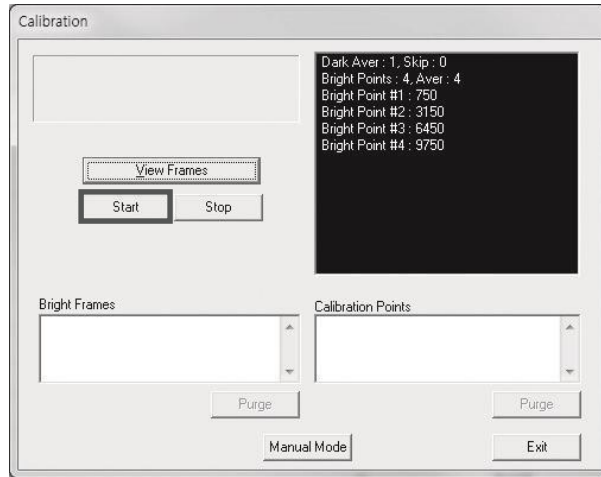 Calibration
Dark Aver : 1, Skip : 0
Bright Points : 4, Aver : 4
Bright Point #1 : 750
Bright Point #2 : 3150
Bright Point #3 : 6450
Bright Point #4 : 9750
View Frames
Start Stop
Bright Frames Calibration Points
Purge Purge
Manual Mode Exit